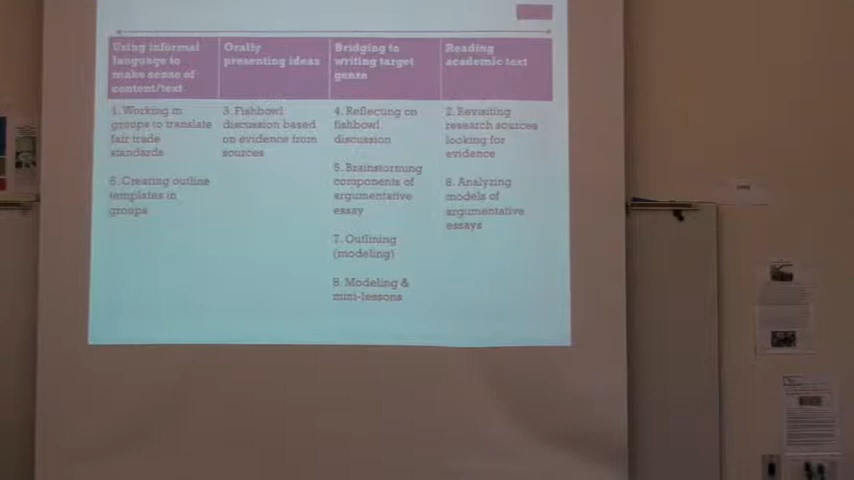 Using informal
language to
make sense of
content/text
Orally
presenting ideas
Bridging to
writing target
genre
Reading
academic text
1. Working in
groups to translate
fair trade
standards
6. Creating outline
templates in
groups
3. Fishbowl
discussion based
on evidence from
sources
4. Reflecting on
fishbowl
discussion
5. Brainstorming
components of
argumentative
essay
7. Outlining
(modeling)
8. Modeling &
mini-lessons
2. Revisiting
research sources
looking for
evidence
6. Analyzing
models of
argumentative
essays